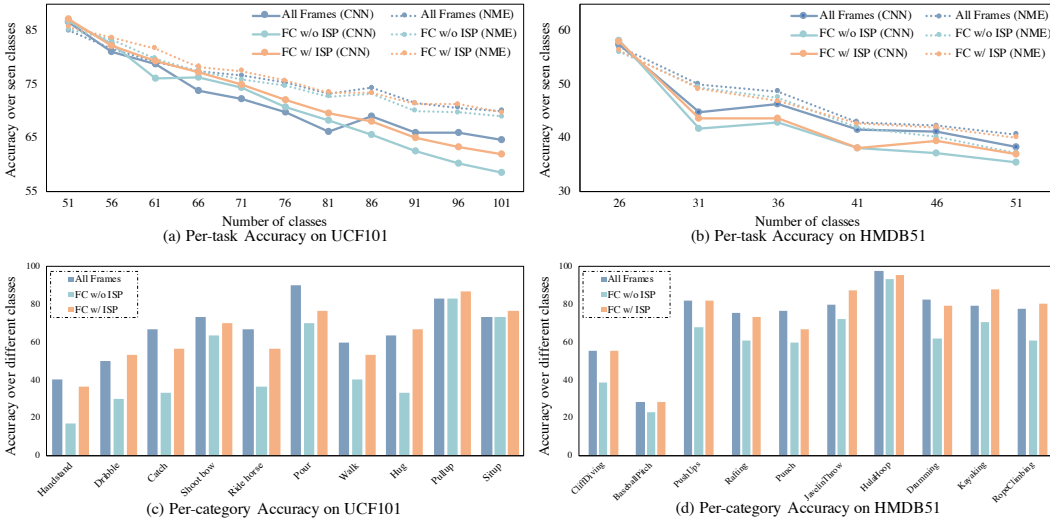 All Frames (CNN) All Frames (NME)
FC w/o ISP (CNN) FC w/o ISP (NME)
FC w/ ISP (CNN) FC w/ ISP (NME)
Accuracy over seen classes
85
75
65
55
51 56 61 66 71 76 81 86 91 96 101
Number of classes
(a) Per-task Accuracy on UCF101
All Frames (CNN) All Frames (NME)
FC w/o ISP (CNN) FC w/o ISP (NME)
FC w/ ISP (CNN) FC w/ ISP (NME)
Accuracy over seen classes
60
50
40
30
26 31 36 41 46 51
Number of classes
(b) Per-task Accuracy on HMDB51
All Frames
FC w/o ISP
FC w/ ISP
Accuracy over different classes
100
80
60
40
20
0
Handstand Dribble Catch Shoot bow Ride horse Pour Walk Hug Pullup Situp
(c) Per-category Accuracy on UCF101
All Frames
FC w/o ISP
FC w/ ISP
Accuracy over different classes
100
80
60
40
20
0
CliffDiving BaseballPitch PushUps Rafting Punch JavelinThrow HulaHoop Drumming Kayaking RopeClimbing
(d) Per-category Accuracy on HMDB51